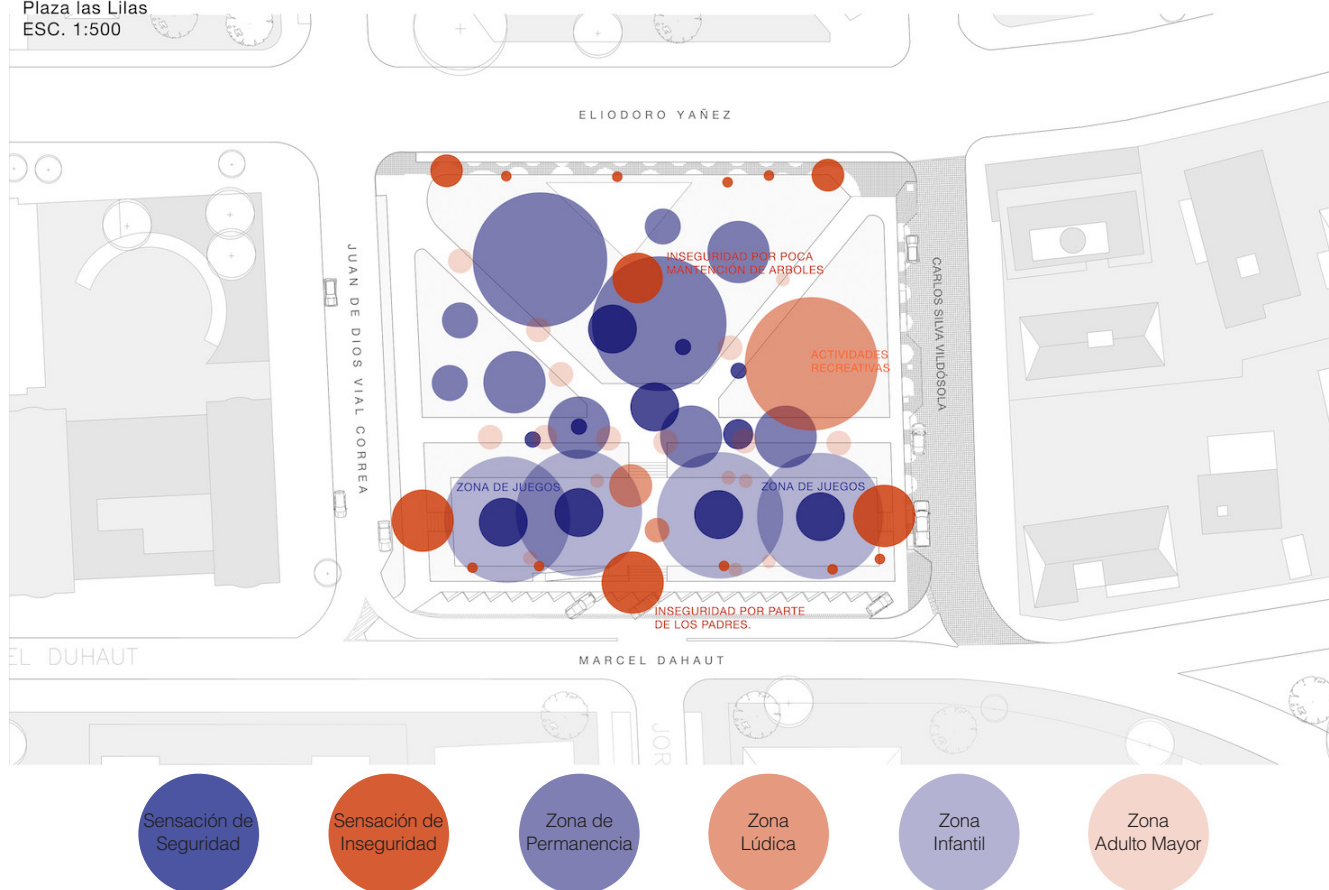 Plaza las Lilas
ESC. 1:500
ELIODORO YAÑEZ
JUAN DE DIOS VIAL CORREA
INSEGURIDAD POR POCA
MANTENCIÓN DE ARBOLES
CARLOS SILVA VILDÓSOLA
ACTIVIDADES
RECREATIVAS
ZONA DE JUEGOS
ZONA DE JUEGOS
INSEGURIDAD POR PARTE
DE LOS PADRES.
EL DUHAUT
MARCEL DAHAUT
JOR
Sensación de
Seguridad
Sensación de
Inseguridad
Zona de
Permanencia
Zona
Lúdica
Zona
Infantil
Zona
Adulto Mayor